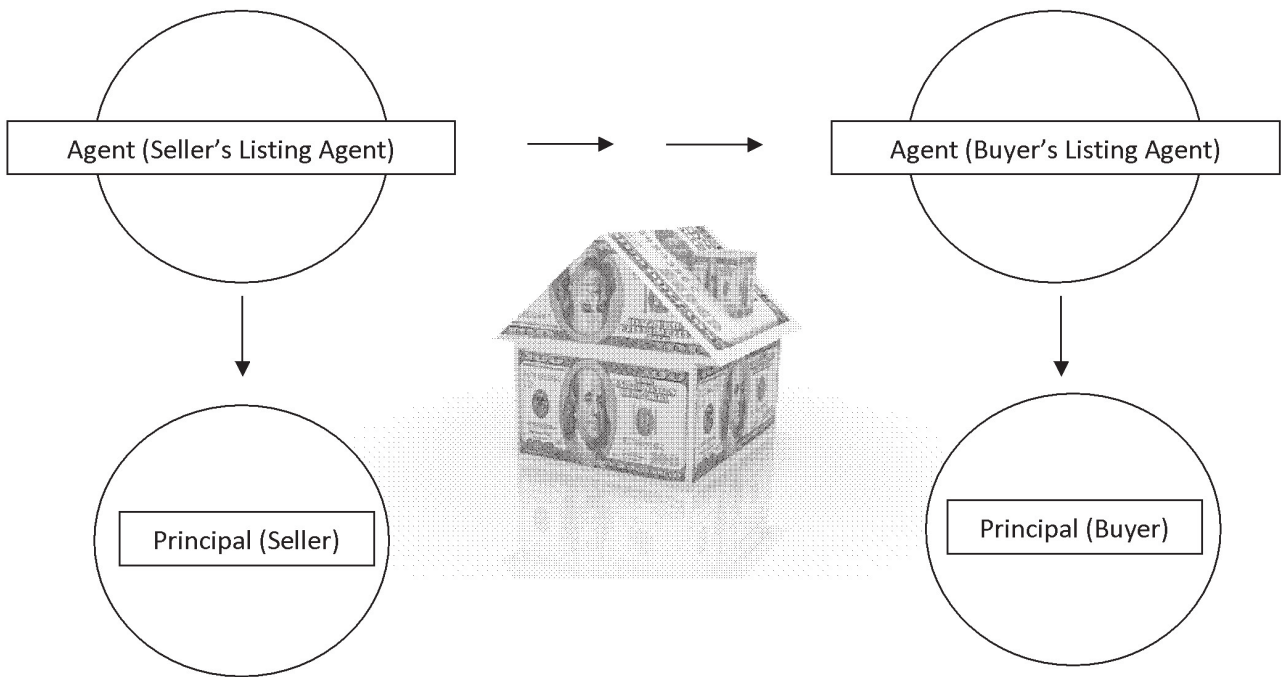 Agent (Seller’s Listing Agent)
Agent (Buyer’s Listing Agent)
Principal (Seller)
Principal (Buyer)